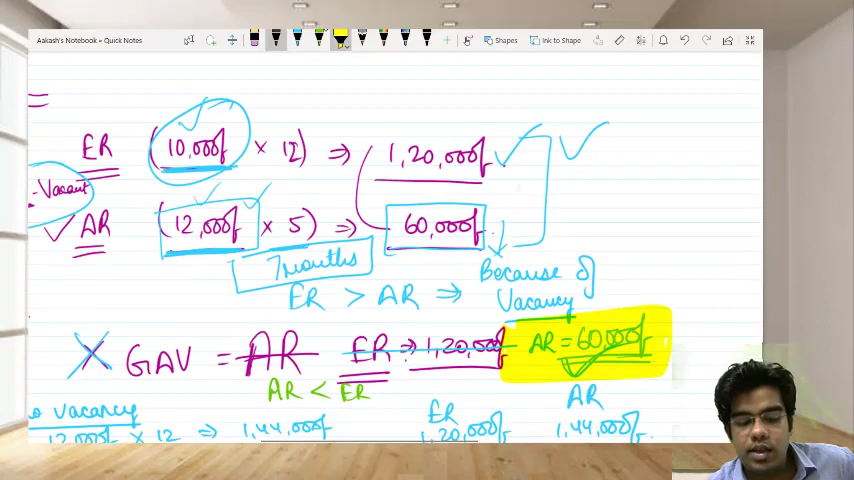 Aakash's Notebook » Quick Notes
Shapes
Ink to Shape
ER (10,000/- × 12) ⇒ 1,20,000/-
- Vacant
AR (12,000/- × 5) ⇒ 60,000/-
7 months
Because of
Vacancy
ER > AR ⇒
X GAV = AR ER ⇒ 1,20,000/- AR = 60,000/-
AR < ER
vacancy
12,000/- × 12 ⇒ 1,44,000/-
ER
1,20,000/-
AR
1,44,000/-